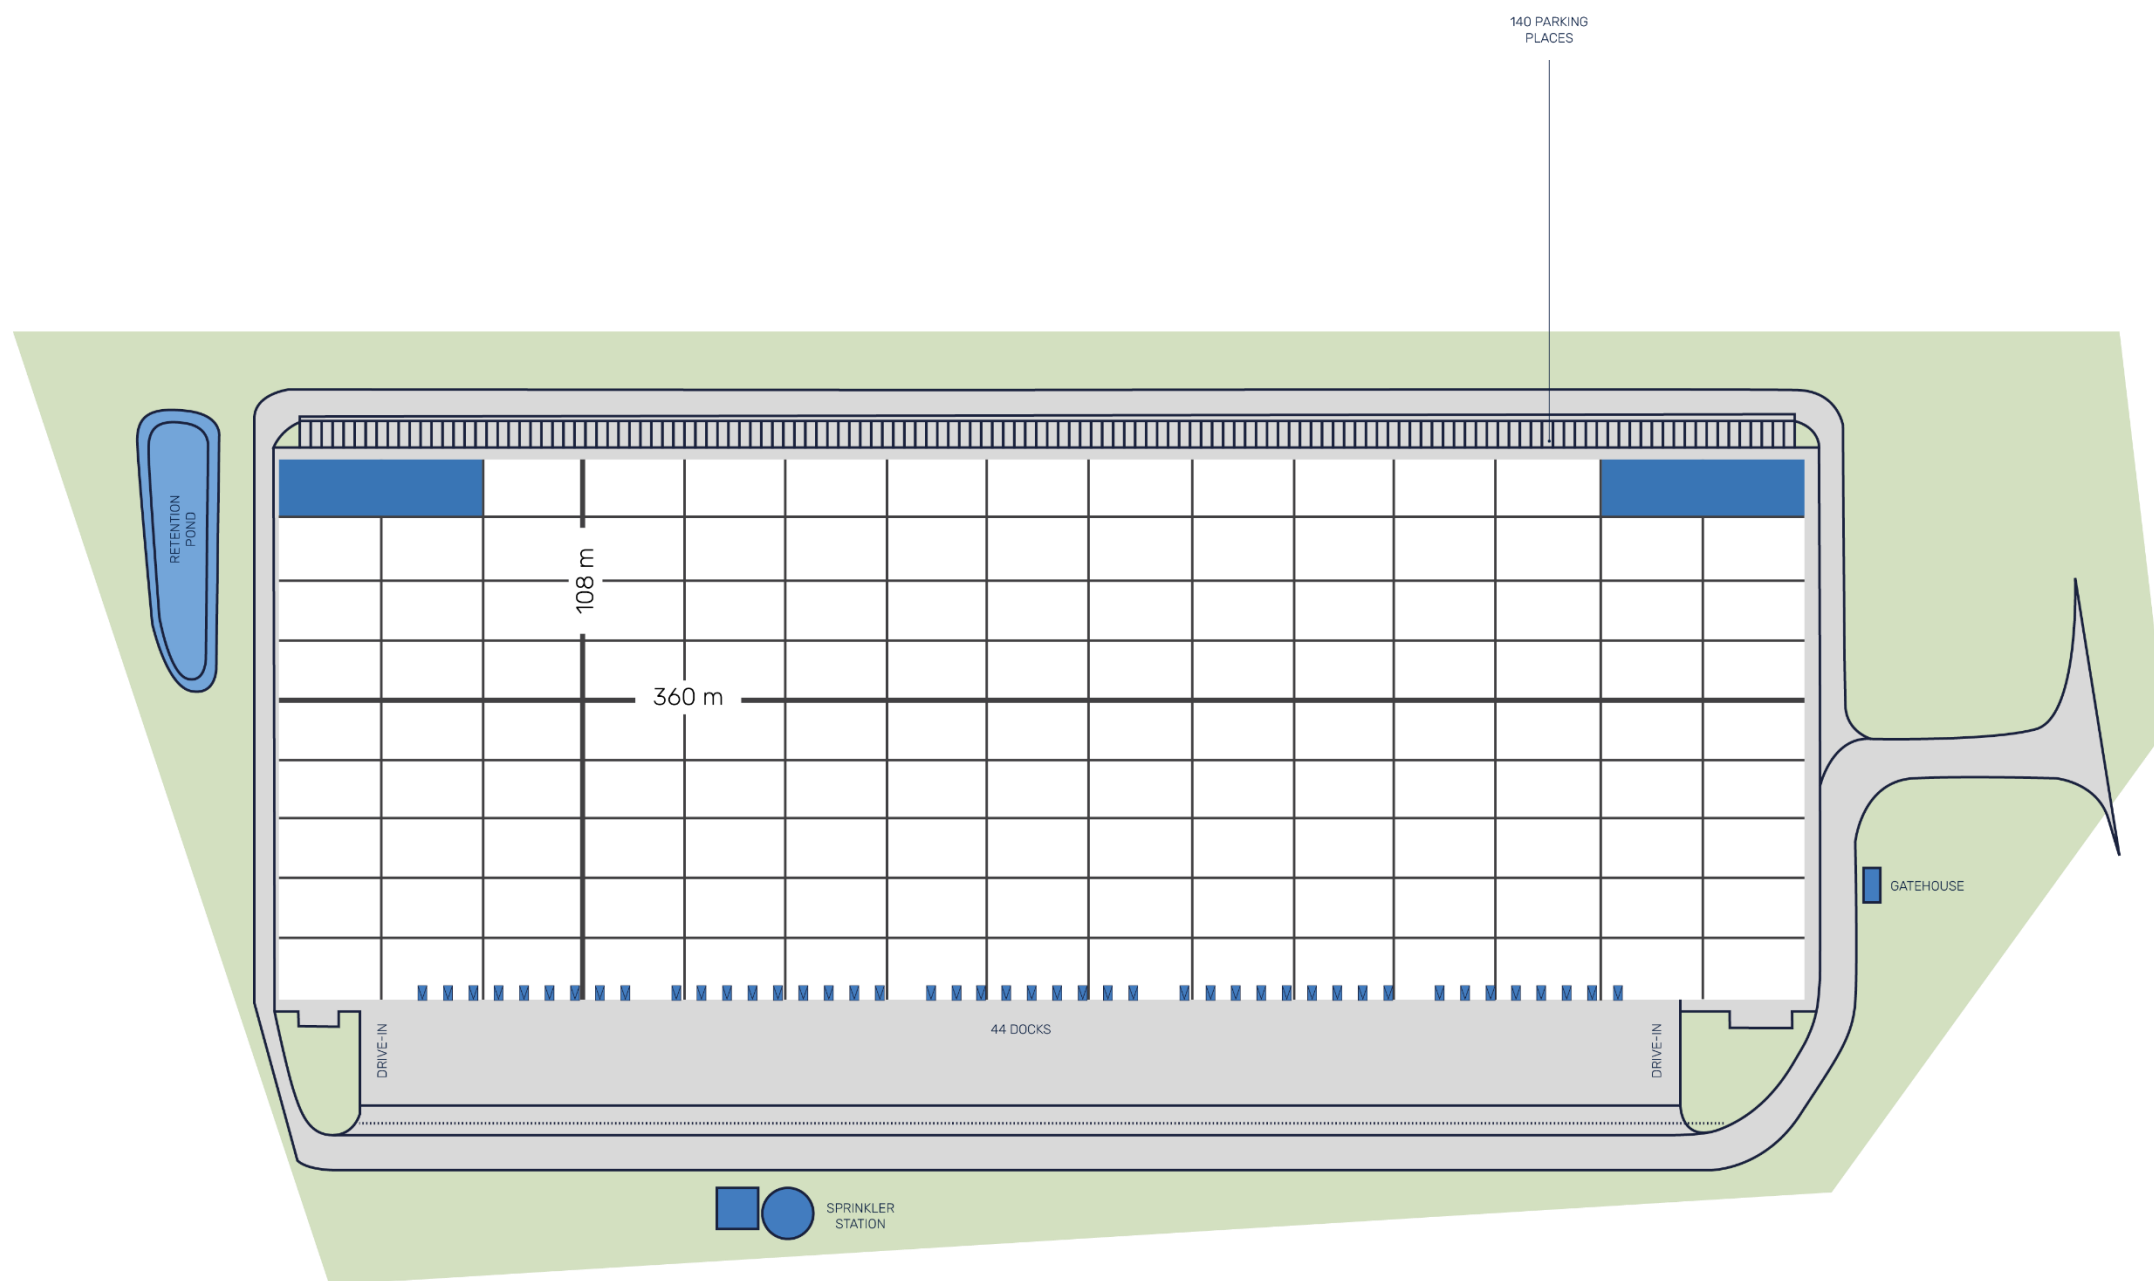 140 PARKING
PLACES
RETENTION
POND
108 m
360 m
GATEHOUSE
DRIVE-IN
44 DOCKS
DRIVE-IN
SPRINKLER
STATION